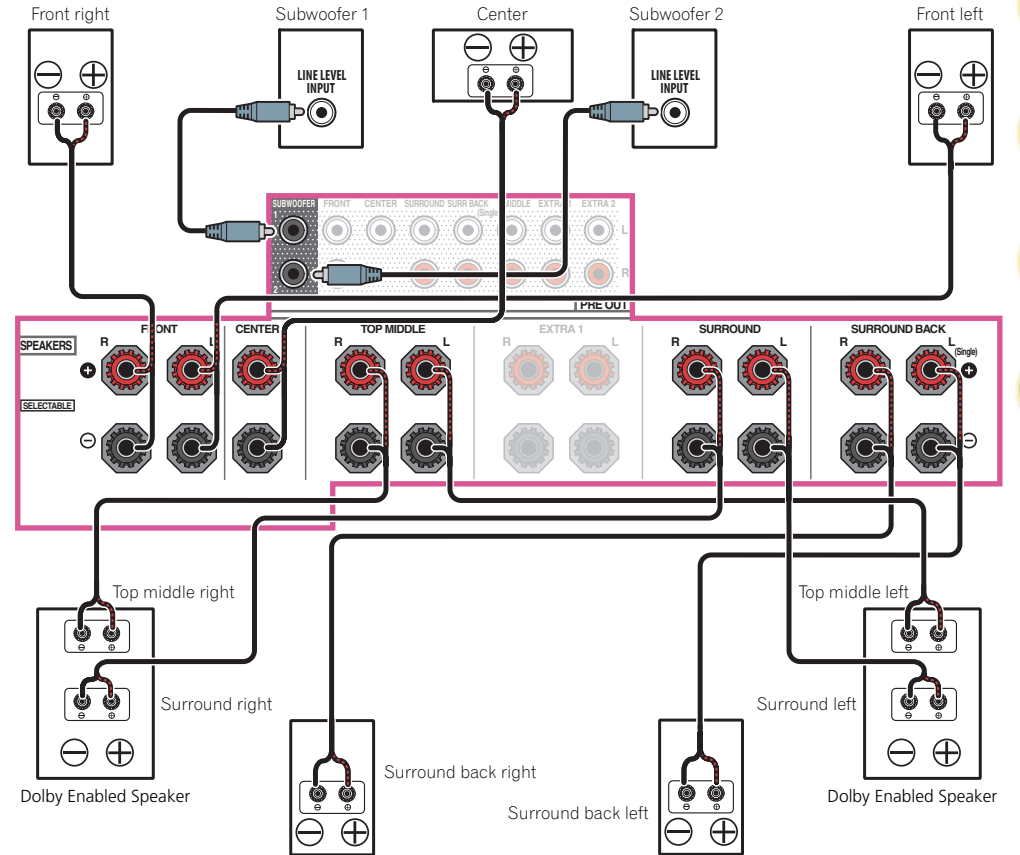 Front right
Subwoofer 1
Center
Subwoofer 2
Front left
LINE LEVEL
INPUT
LINE LEVEL
INPUT
SUBWOOFER
1
2
FRONT
CENTER
SURROUND
SURR BACK
(Single)
EXTRA 2
L
R
PRE OUT
SPEAKERS
SELECTABLE
R
L
CENTER
TOP MIDDLE
R
L
EXTRA 1
R
L
SURROUND
R
L
SURROUND BACK
R
L
(Single)
Top middle right
Top middle left
Surround right
Surround left
Dolby Enabled Speaker
Dolby Enabled Speaker
Surround back right
Surround back left